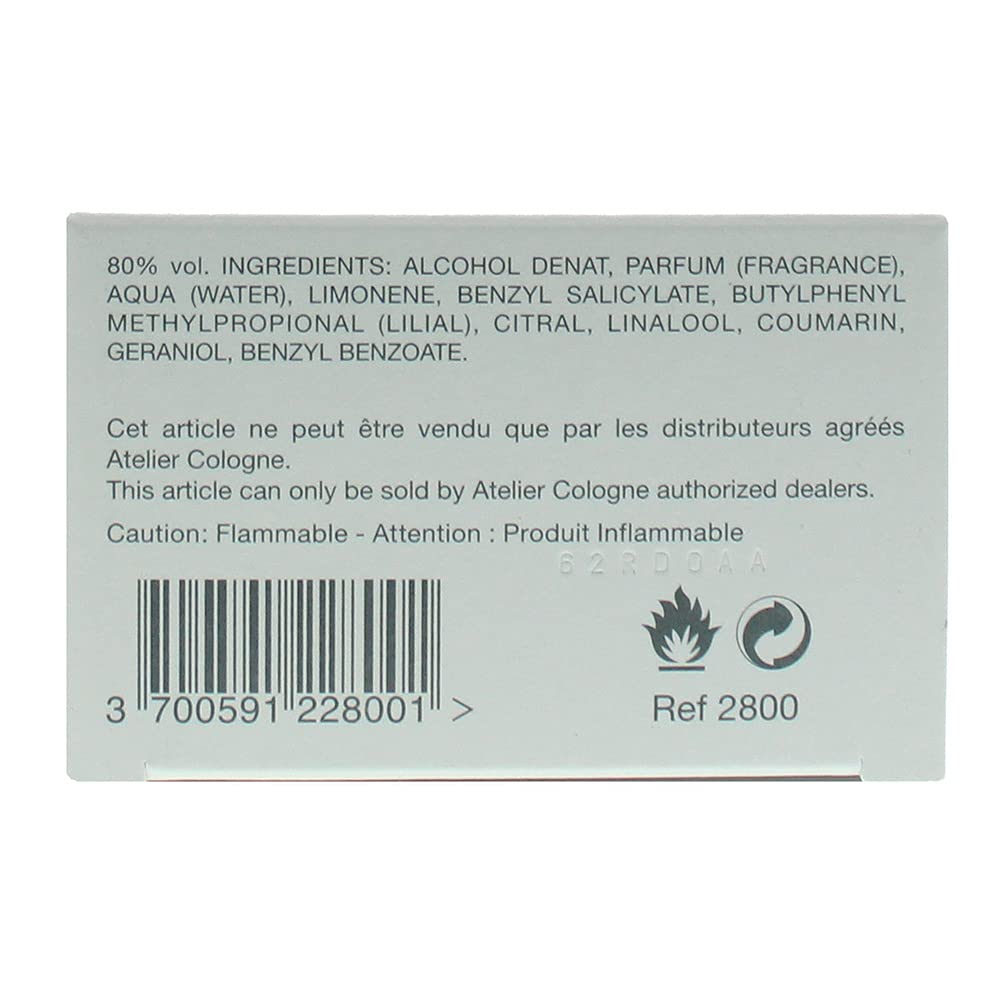 80% vol. INGREDIENTS: ALCOHOL DENAT, PARFUM (FRAGRANCE),
AQUA (WATER), LIMONENE, BENZYL SALICYLATE, BUTYLPHENYL
METHYLPROPIONAL (LILIAL), CITRAL, LINALOOL, COUMARIN,
GERANIOL, BENZYL BENZOATE.
Cet article ne peut être vendu que par les distributeurs agréés
Atelier Cologne.
This article can only be sold by Atelier Cologne authorized dealers.
Caution: Flammable - Attention : Produit Inflammable
62RDOAA
3 700591 228001 >
Ref 2800